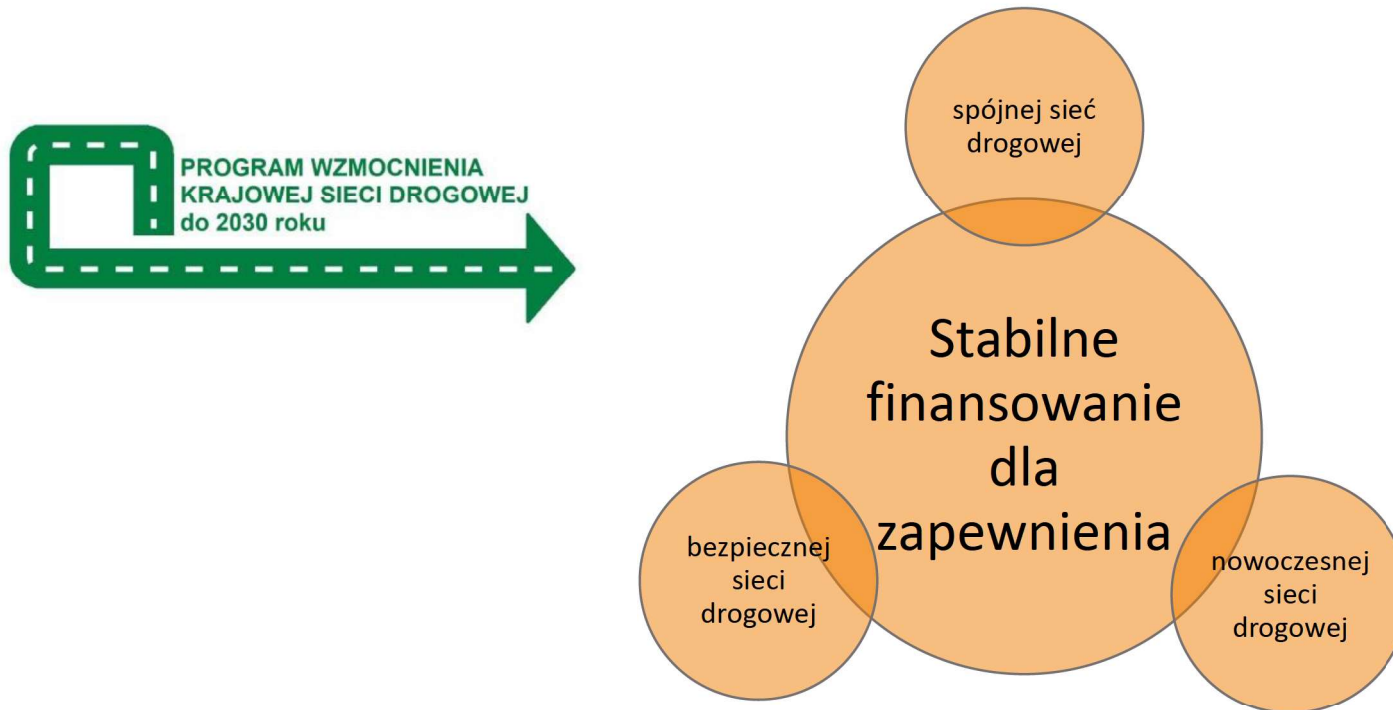 PROGRAM WZMOCNIENIA
KRAJOWEJ SIECI DROGOWEJ
do 2030 roku
spójnej sieć
drogowej
Stabilne
finansowanie
dla
zapewnienia
bezpiecznej
sieci
drogowej
nowoczesnej
sieci
drogowej